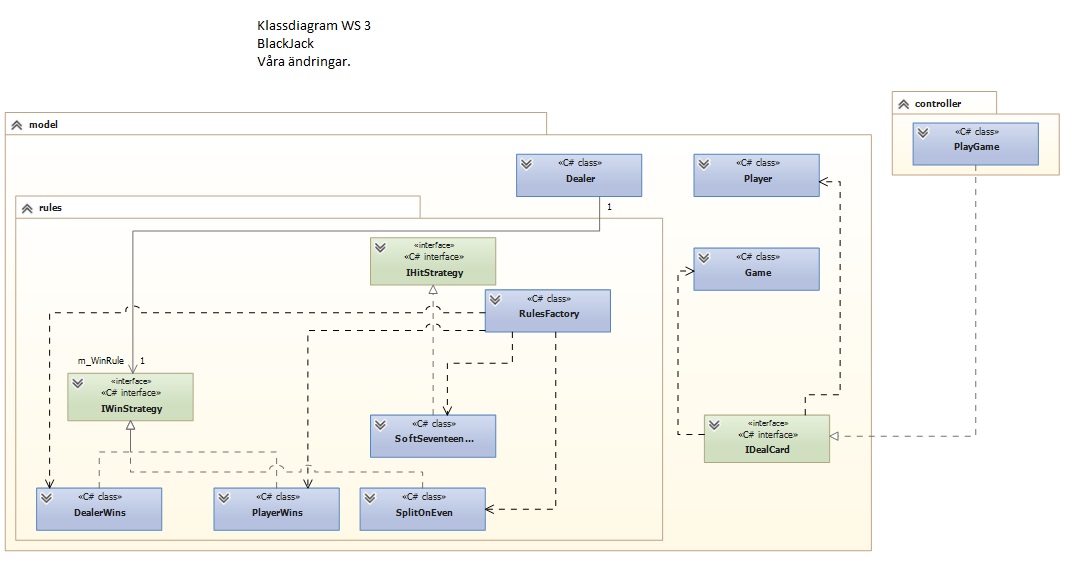 Klassdiagram WS 3
BlackJack
Våra ändringar.
controller
«C# class»
PlayGame
model
«C# class»
Dealer
1
«C# class»
Player
rules
«interface»
«C# interface»
IHitStrategy
«C# class»
Game
«C# class»
RulesFactory
m_WinRule
1
«interface»
«C# interface»
IWinStrategy
«C# class»
SoftSeventeen...
«interface»
«C# interface»
IDealCard
«C# class»
DealerWins
«C# class»
PlayerWins
«C# class»
SplitOnEven